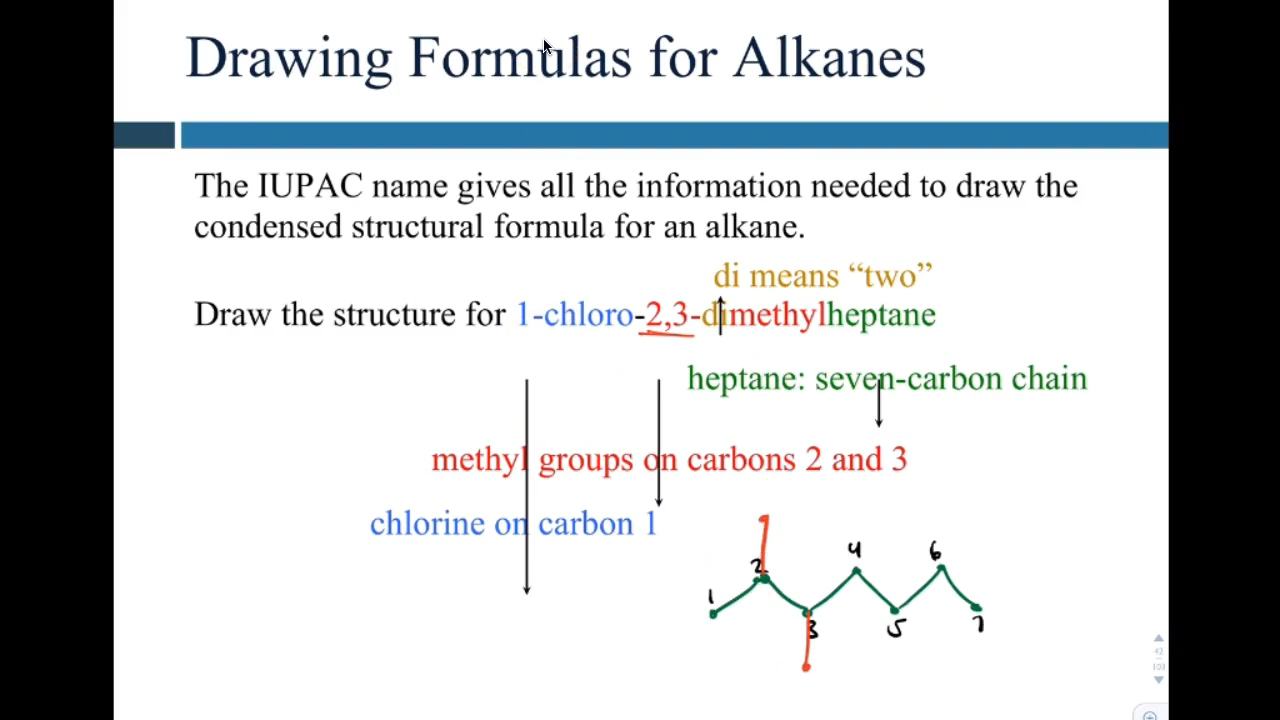 Drawing Formulas for Alkanes
The IUPAC name gives all the information needed to draw the
condensed structural formula for an alkane.
di means “two”
Draw the structure for 1-chloro-2,3-dimethylheptane
heptane: seven-carbon chain
methyl groups on carbons 2 and 3
chlorine on carbon 1
1 2 3 4 5 6 7
42
103